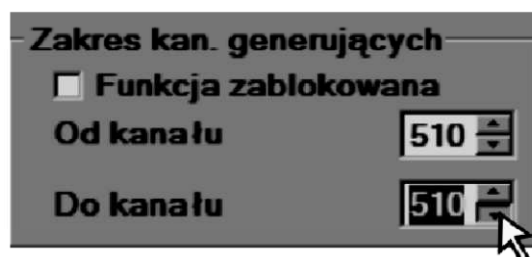 Zakres kan. generujących
Funkcja zablokowana
Od kanału 510
Do kanału 510